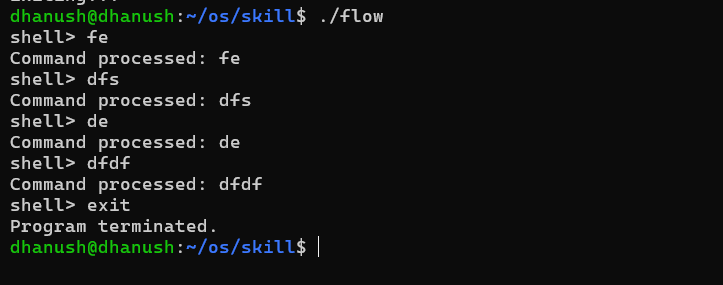 dhanush@dhanush:~/os/skill$ ./flow
shell> fe
Command processed: fe
shell> dfs
Command processed: dfs
shell> de
Command processed: de
shell> dfdf
Command processed: dfdf
shell> exit
Program terminated.
dhanush@dhanush:~/os/skill$